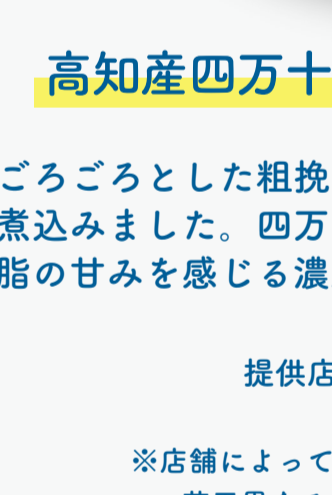 高知産四万十
ごろごろとした粗挽
煮込みました。四万
脂の甘みを感じる濃
提供店
※店舗によって